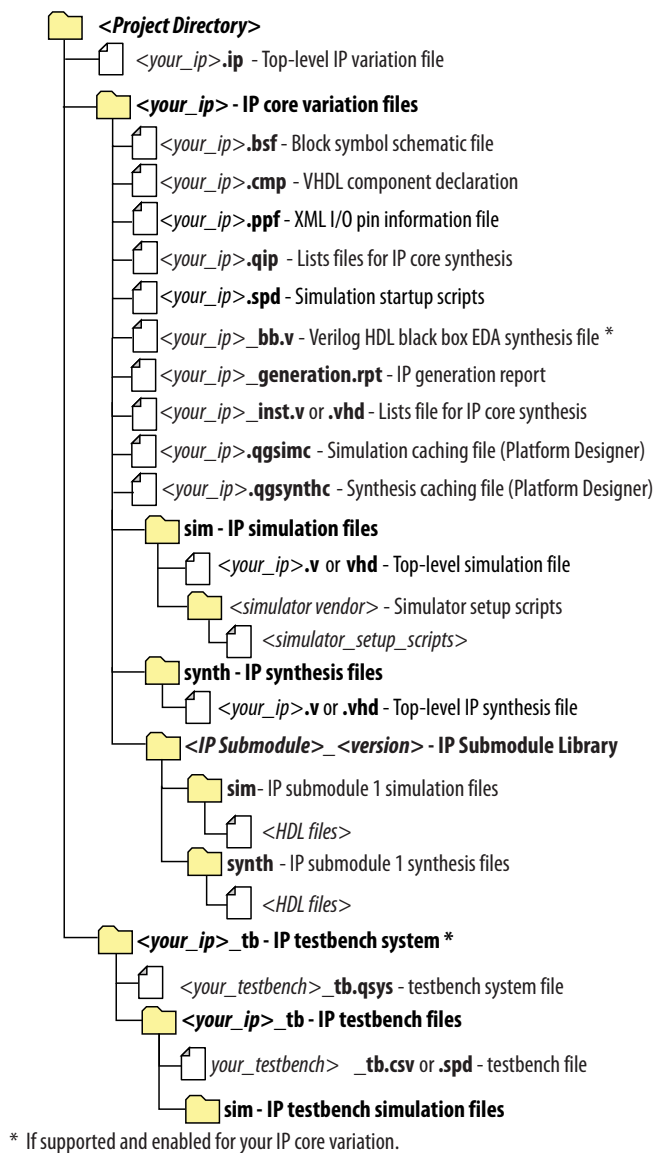 <Project Directory>
<your_ip>.ip - Top-level IP variation file
<your_ip> - IP core variation files
<your_ip>.bsf - Block symbol schematic file
<your_ip>.cmp - VHDL component declaration
<your_ip>.ppf - XML I/O pin information file
<your_ip>.qip - Lists files for IP core synthesis
<your_ip>.spd - Simulation startup scripts
<your_ip>_bb.v - Verilog HDL black box EDA synthesis file *
<your_ip>_generation.rpt - IP generation report
<your_ip>_inst.v or .vhd - Lists file for IP core synthesis
<your_ip>.qgsimc - Simulation caching file (Platform Designer)
<your_ip>.qgsynthc - Synthesis caching file (Platform Designer)
sim - IP simulation files
<your_ip>.v or vhd - Top-level simulation file
<simulator vendor> - Simulator setup scripts
<simulator_setup_scripts>
synth - IP synthesis files
<your_ip>.v or .vhd - Top-level IP synthesis file
<IP Submodule>_<version> - IP Submodule Library
sim- IP submodule 1 simulation files
<HDL files>
synth - IP submodule 1 synthesis files
<HDL files>
<your_ip>_tb - IP testbench system *
<your_testbench>_tb.qsys - testbench system file
<your_ip>_tb - IP testbench files
your_testbench> _tb.csv or .spd - testbench file
sim - IP testbench simulation files
* If supported and enabled for your IP core variation.